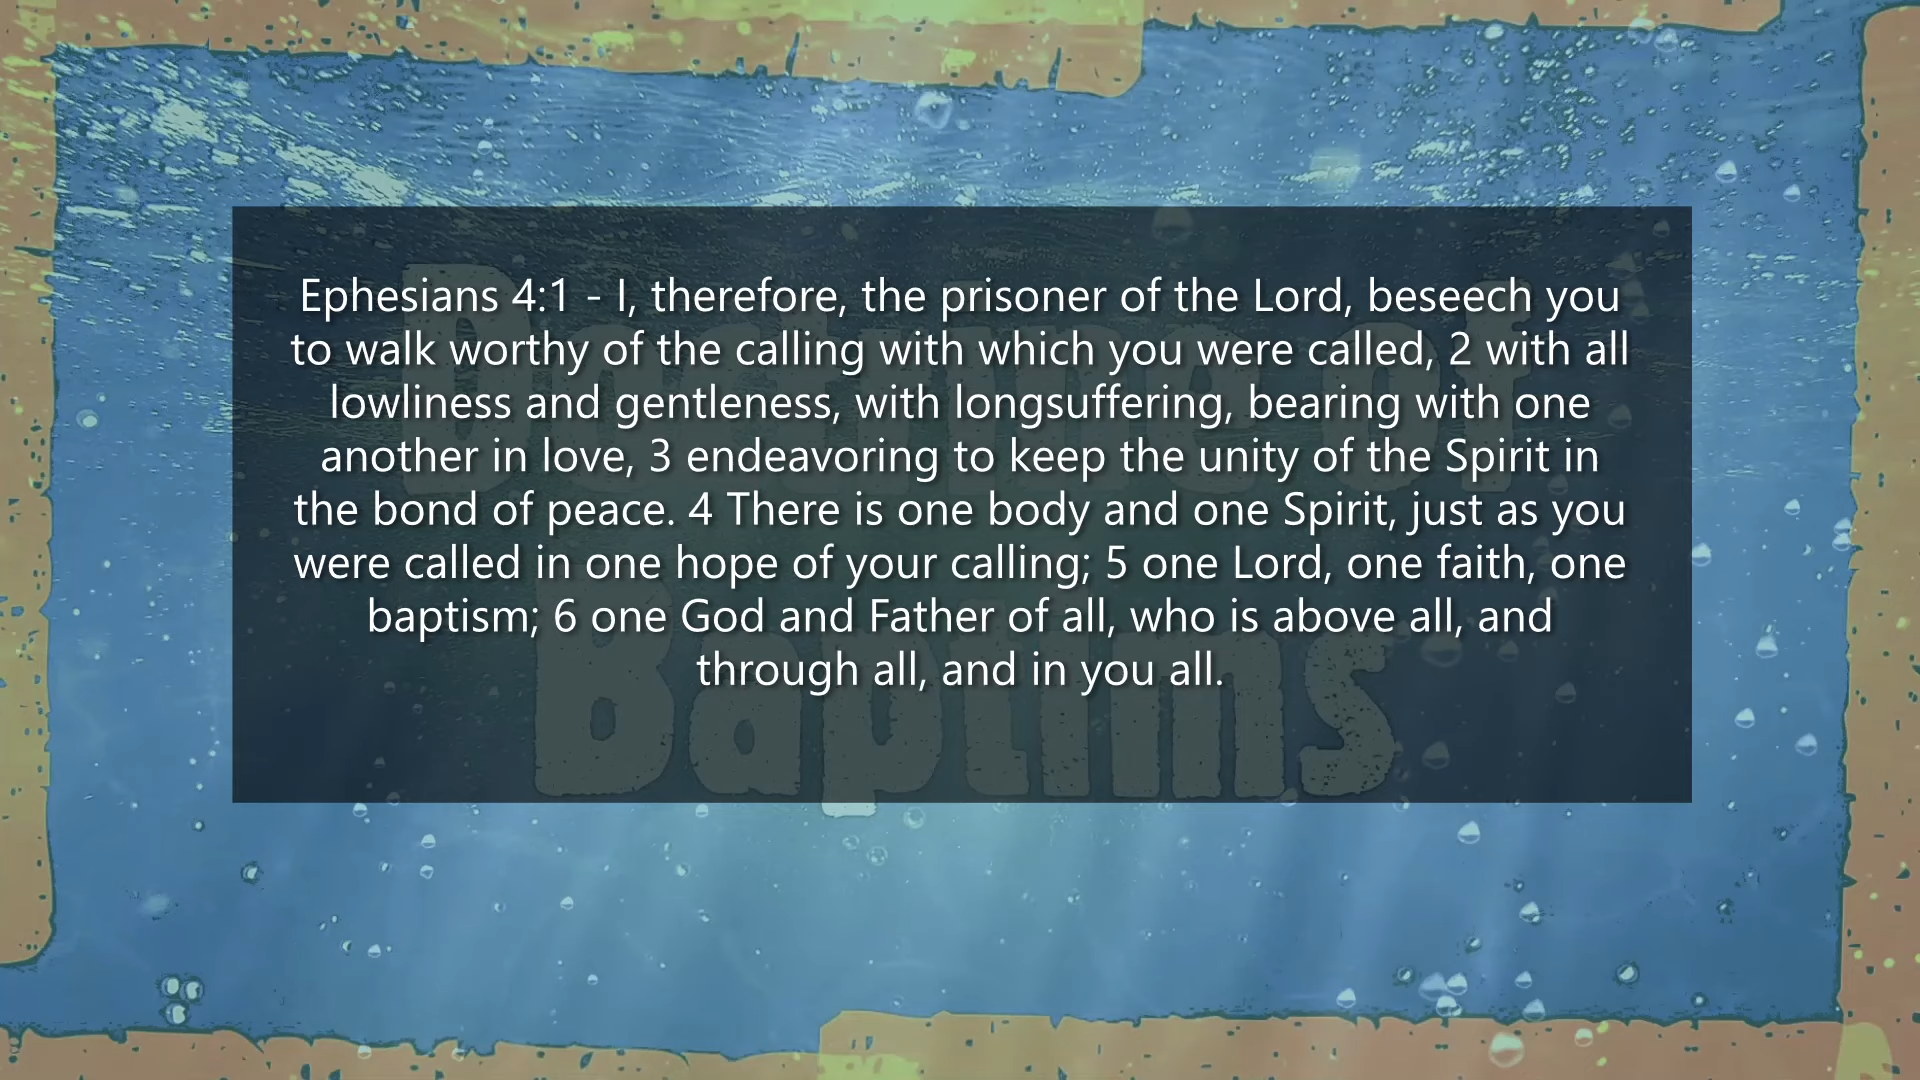 Ephesians 4:1 - I, therefore, the prisoner of the Lord, beseech you
to walk worthy of the calling with which you were called, 2 with all
lowliness and gentleness, with longsuffering, bearing with one
another in love, 3 endeavoring to keep the unity of the Spirit in
the bond of peace. 4 There is one body and one Spirit, just as you
were called in one hope of your calling; 5 one Lord, one faith, one
baptism; 6 one God and Father of all, who is above all, and
through all, and in you all.
Doctrine of
Baptims